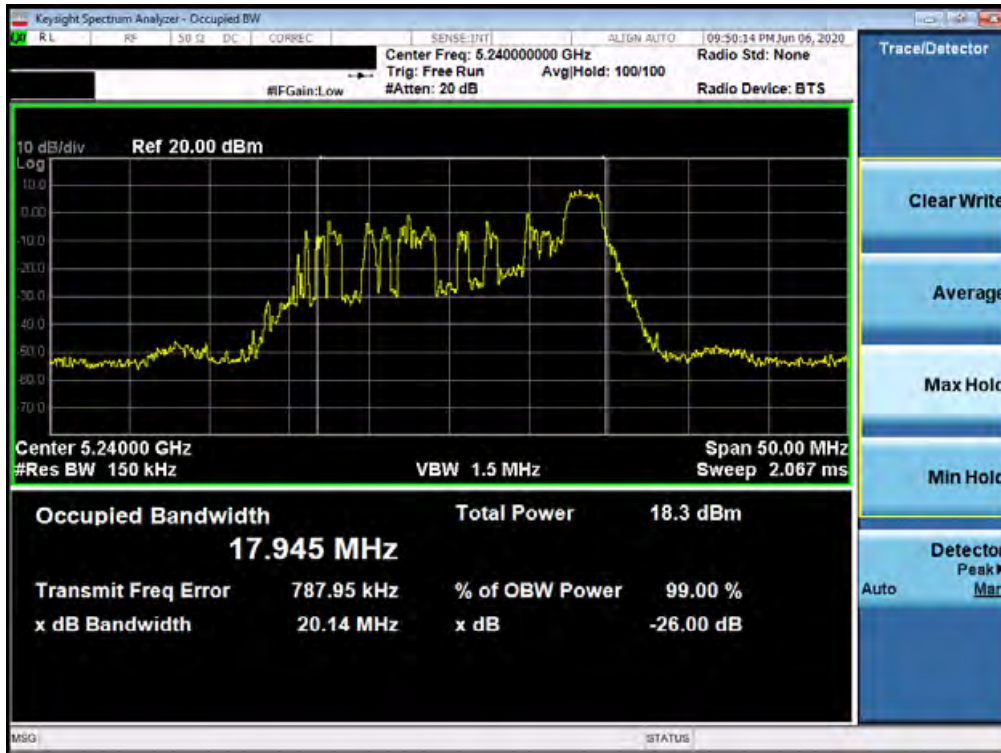 Keysight Spectrum Analyzer - Occupied BW
LXI RL RF 50 Ω DC CORREC SENSE:INT ALIGN AUTO 09:50:14 PM Jun 06, 2020
Center Freq: 5.240000000 GHz Radio Std: None
Trig: Free Run Avg|Hold: 100/100
#IFGain:Low #Atten: 20 dB Radio Device: BTS
10 dB/div Ref 20.00 dBm
Log
10.0
0.00
-10.0
-20.0
-30.0
-40.0
-50.0
-60.0
-70.0
Center 5.24000 GHz Span 50.00 MHz
#Res BW 150 kHz VBW 1.5 MHz Sweep 2.067 ms
Occupied Bandwidth Total Power 18.3 dBm
17.945 MHz
Transmit Freq Error 787.95 kHz % of OBW Power 99.00 %
x dB Bandwidth 20.14 MHz x dB -26.00 dB
MSG STATUS
Trace/Detector
Clear Write
Average
Max Hold
Min Hold
Detector
Peak
Auto Man